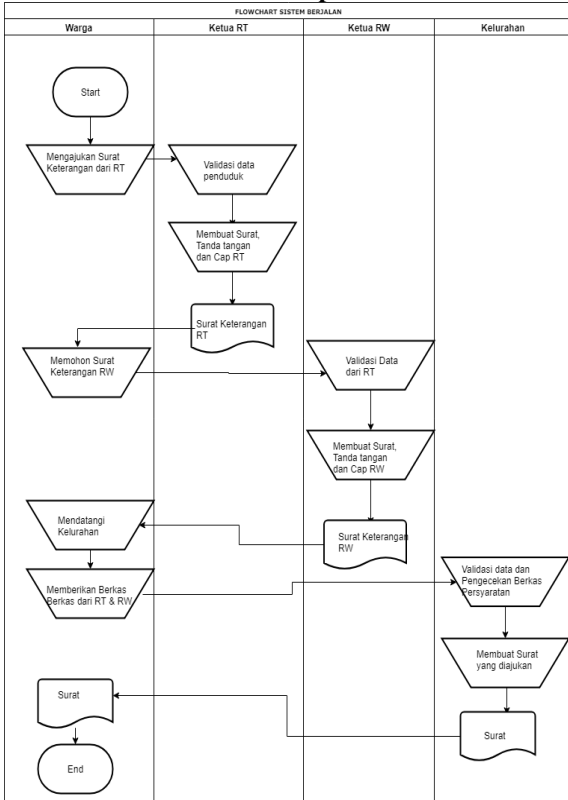 FLOWCHART SISTEM BERJALAN
Warga
Ketua RT
Ketua RW
Kelurahan
Start
Mengajukan Surat
Keterangan dari RT
Validasi data
penduduk
Membuat Surat,
Tanda tangan
dan Cap RT
Surat Keterangan
RT
Memohon Surat
Keterangan RW
Validasi Data
dari RT
Membuat Surat,
Tanda tangan
dan Cap RW
Surat Keterangan
RW
Mendatangi
Kelurahan
Memberikan Berkas
Berkas dari RT & RW
Validasi data dan
Pengecekan Berkas
Persyaratan
Membuat Surat
yang diajukan
Surat
Surat
End